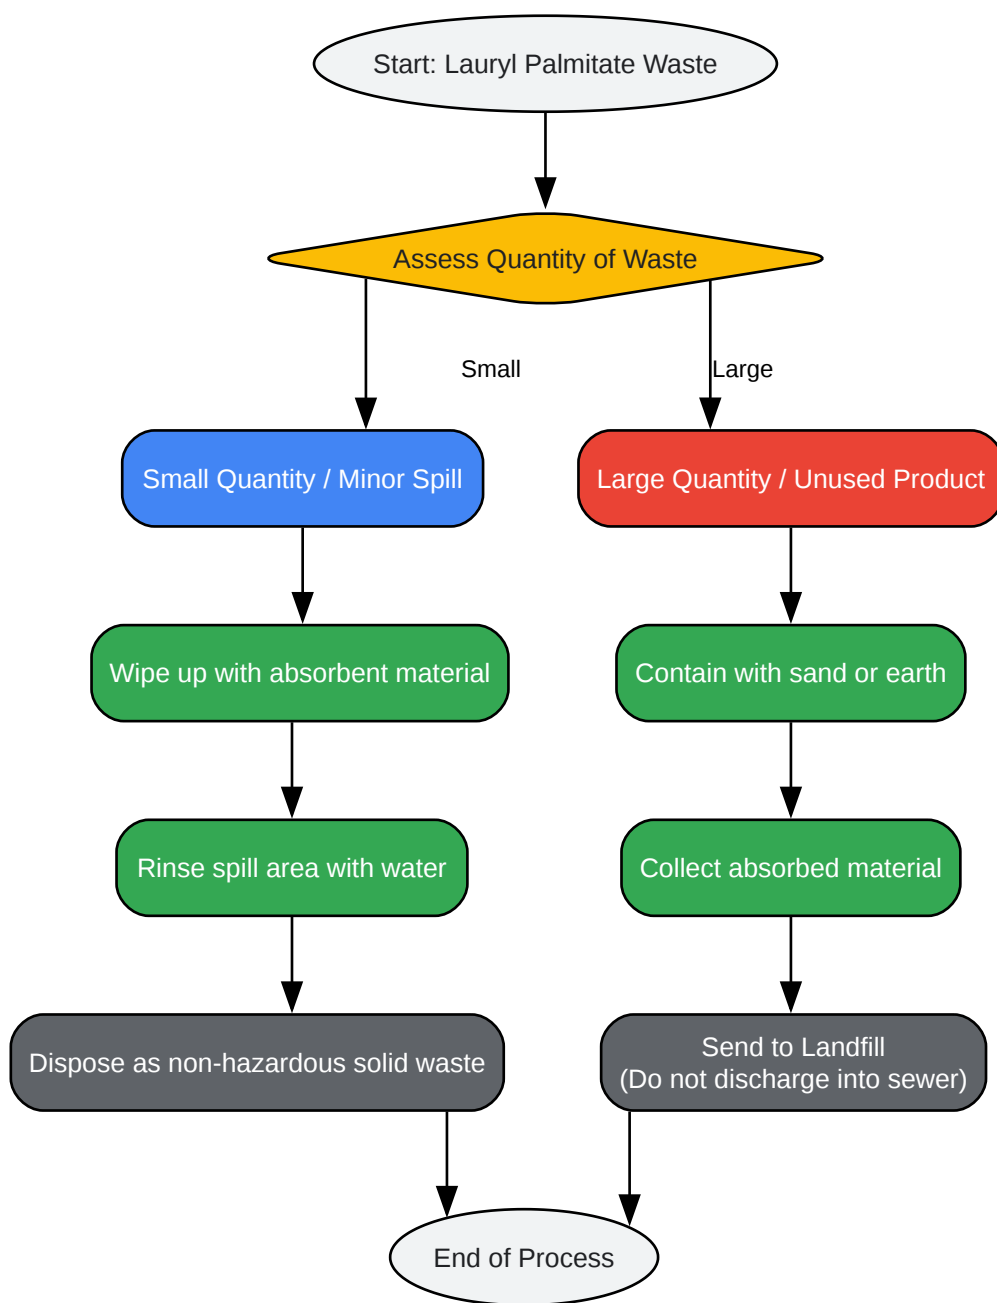 Start: Lauryl Palmitate Waste
Assess Quantity of Waste
Small
Large
Small Quantity / Minor Spill
Large Quantity / Unused Product
Wipe up with absorbent material
Contain with sand or earth
Rinse spill area with water
Collect absorbed material
Dispose as non-hazardous solid waste
Send to Landfill
(Do not discharge into sewer)
End of Process